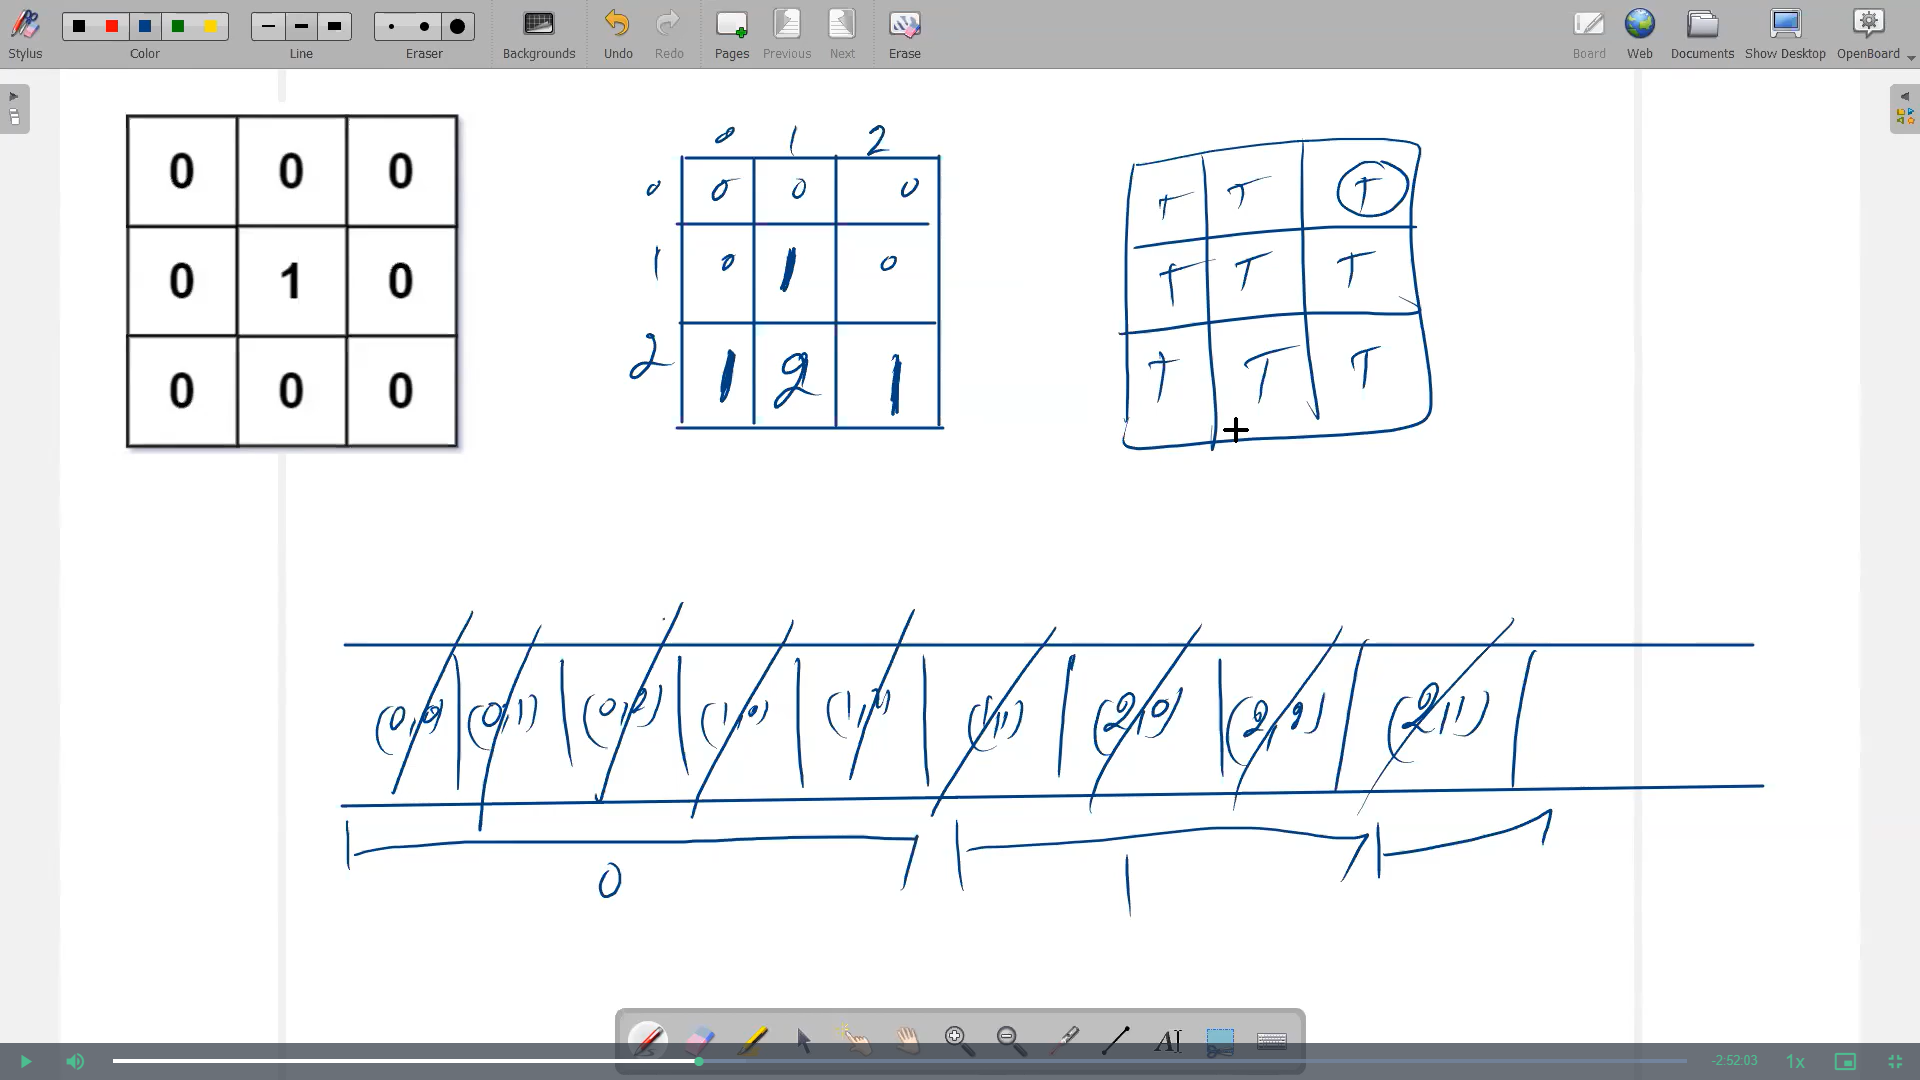 Stylus Color Line Eraser Backgrounds Undo Redo Pages Previous Next Erase Board Web Documents Show Desktop OpenBoard
0 0 0
0 1 0
0 0 0
0 1 2
0 0 0 0
1 0 1 0
2 1 2 1
T T T
T T T
T T T
(0,0) (0,1) (0,2) (1,0) (1,2) (1,1) (2,0) (2,2) (2,1)
0 1
-2:52:03 1x